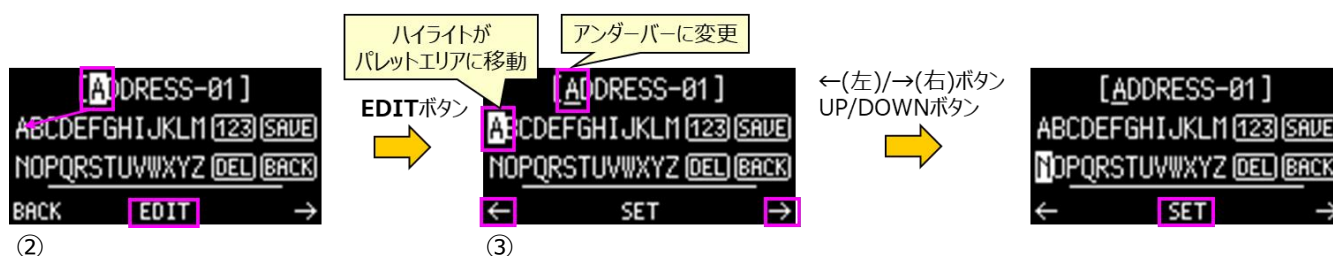 ハイライトが
パレットエリアに移動
アンダーバーに変更
[ADDRESS-01]
ABCDEFGHIJKLM 123 SAVE
NOPQRSTUVWXYZ DEL BACK
BACK EDIT →
②
EDITボタン
[ADDRESS-01]
ABCDEFGHIJKLM 123 SAVE
NOPQRSTUVWXYZ DEL BACK
← SET →
③
←(左)/→(右)ボタン
UP/DOWNボタン
[ADDRESS-01]
ABCDEFGHIJKLM 123 SAVE
NOPQRSTUVWXYZ DEL BACK
← SET →